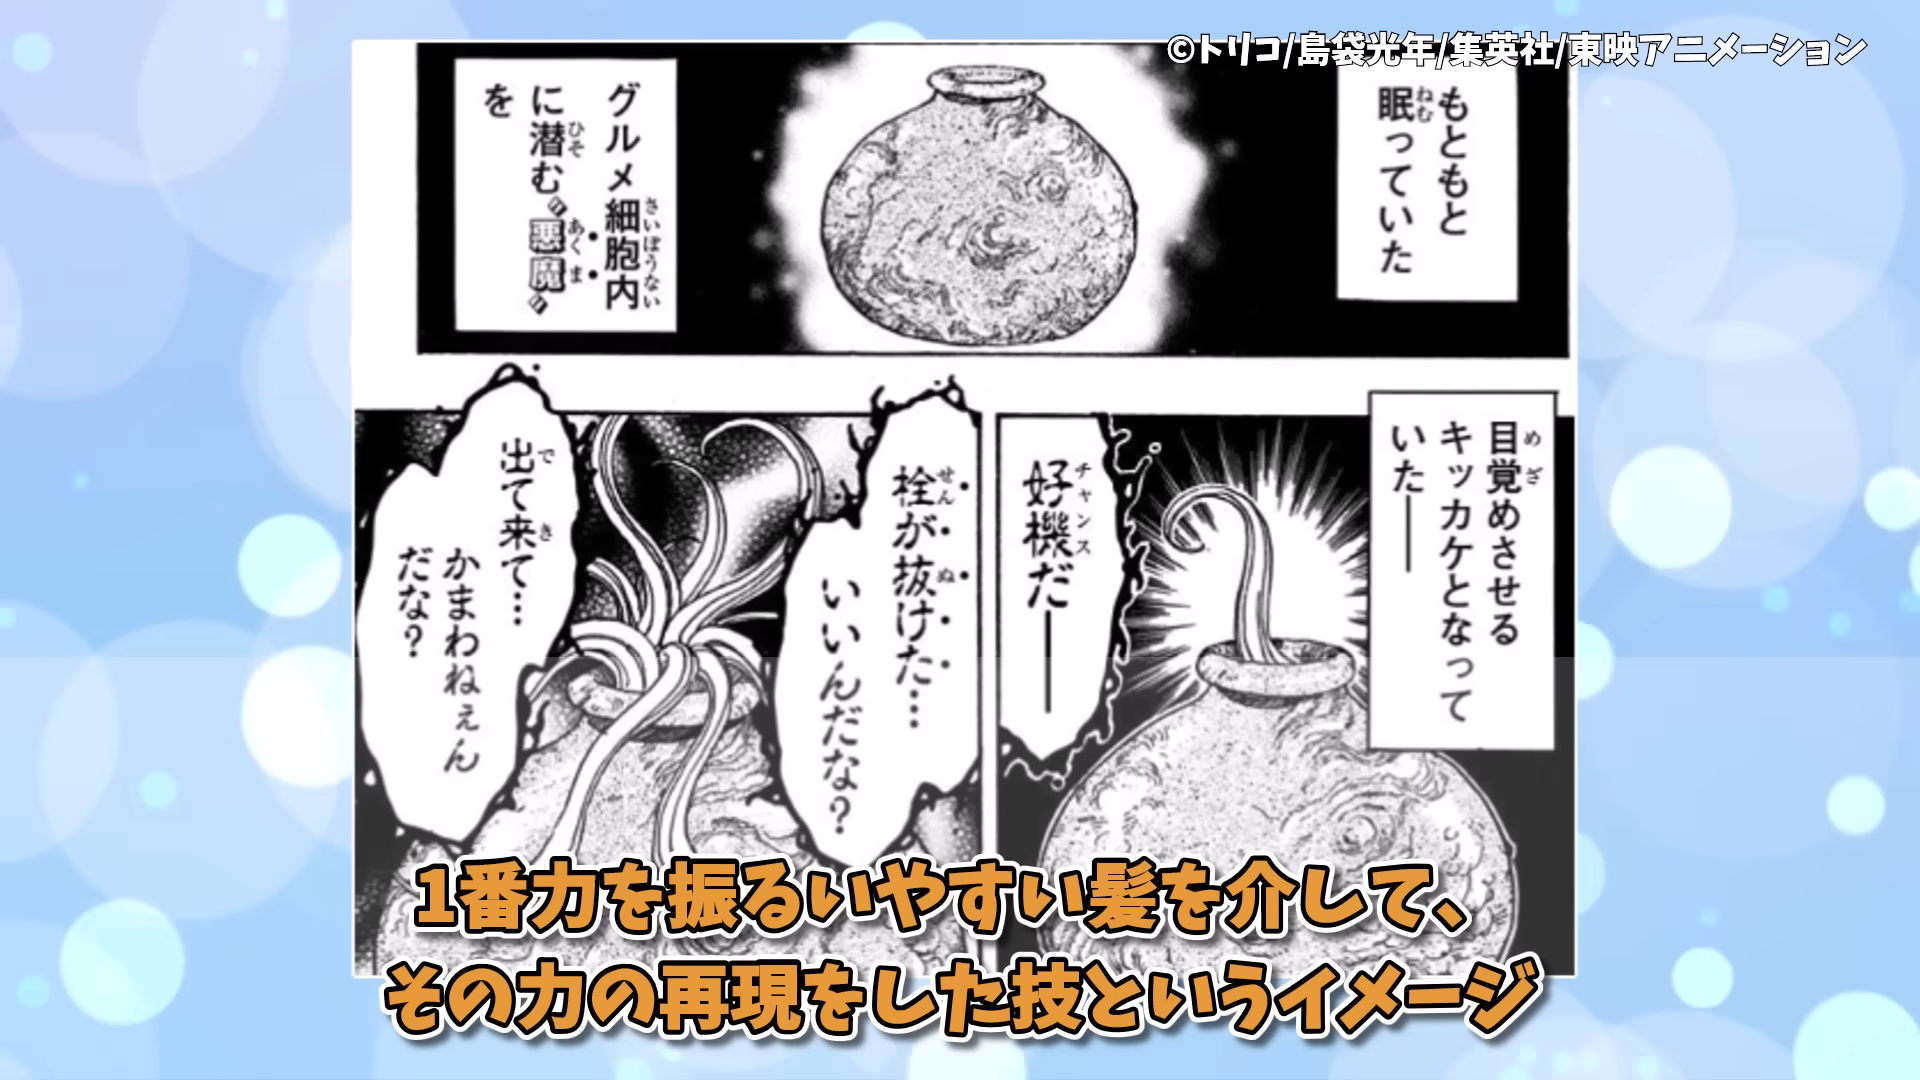 ©トリコ/島袋光年/集英社/東映アニメーション
もともと
眠っていた
グルメ細胞内
に潜む〝悪魔〟
を
目覚めさせる
キッカケとなって
いた――
好機だ――
栓が抜けた…
いいんだな?
出て来て…
かまわねぇん
だな?
1番力を振るいやすい髪を介して、
その力の再現をした技というイメージ